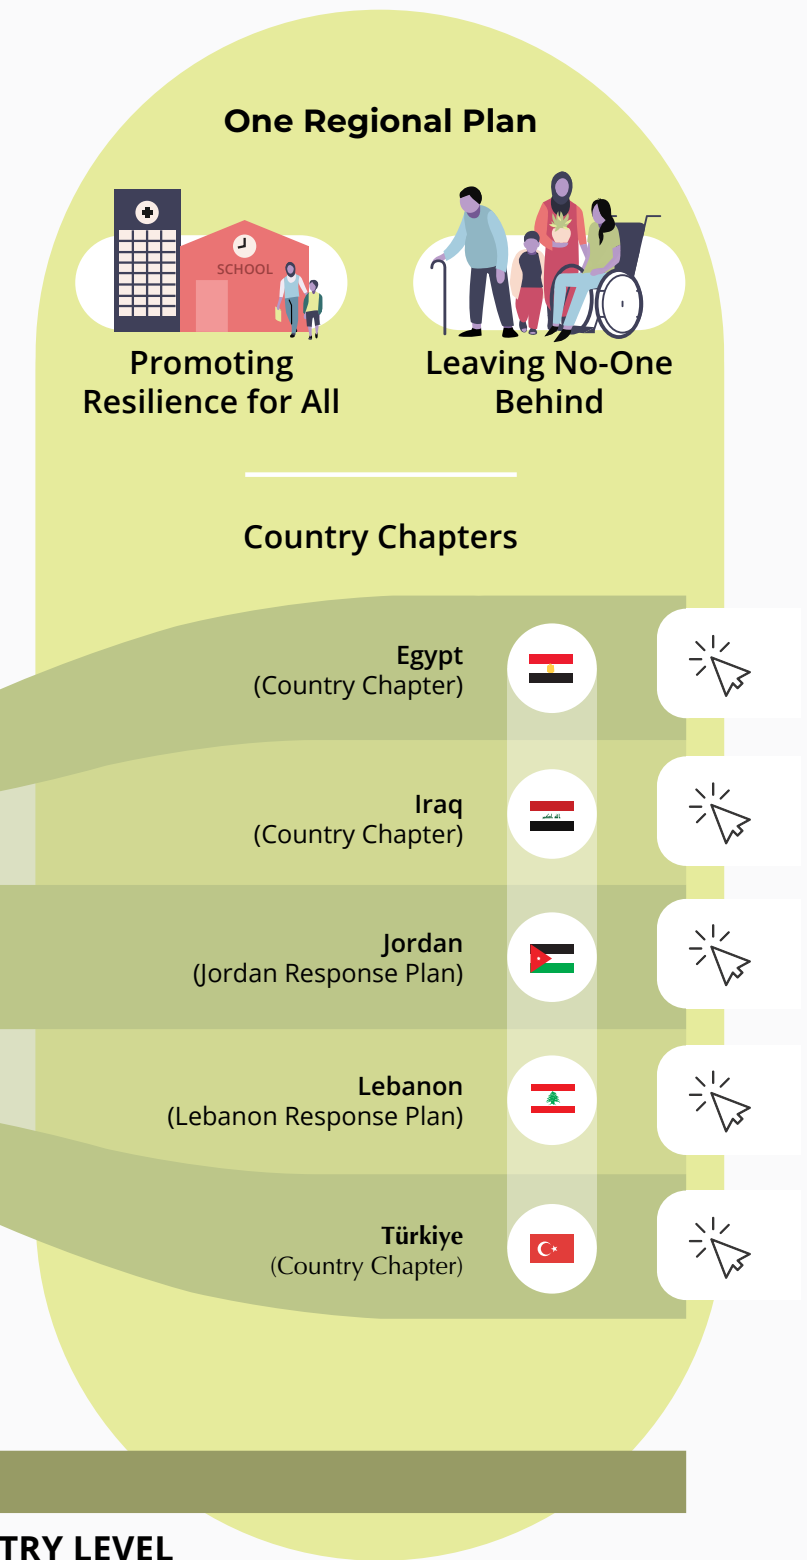 One Regional Plan
SCHOOL
Promoting
Resilience for All
Leaving No-One
Behind
Country Chapters
Egypt
(Country Chapter)
Iraq
(Country Chapter)
Jordan
(Jordan Response Plan)
Lebanon
(Lebanon Response Plan)
Türkiye
(Country Chapter)
TRY LEVEL